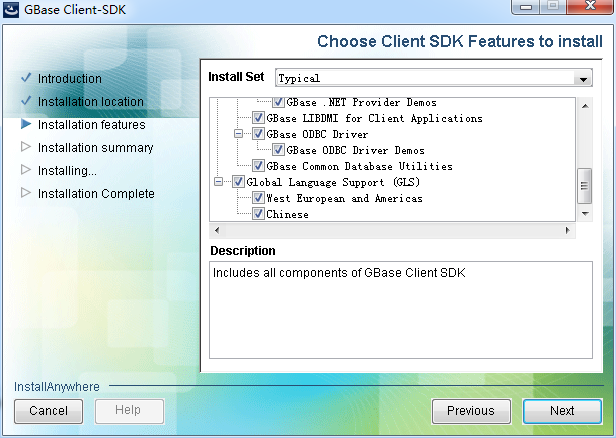 GBase Client-SDK
Choose Client SDK Features to install
Introduction
Installation location
Installation features
Installation summary
Installing...
Installation Complete
Install Set
Typical
GBase .NET Provider Demos
GBase LIBDMI for Client Applications
GBase ODBC Driver
GBase ODBC Driver Demos
GBase Common Database Utilities
Global Language Support (GLS)
West European and Americas
Chinese
Description
Includes all components of GBase Client SDK
InstallAnywhere
Cancel
Help
Previous
Next